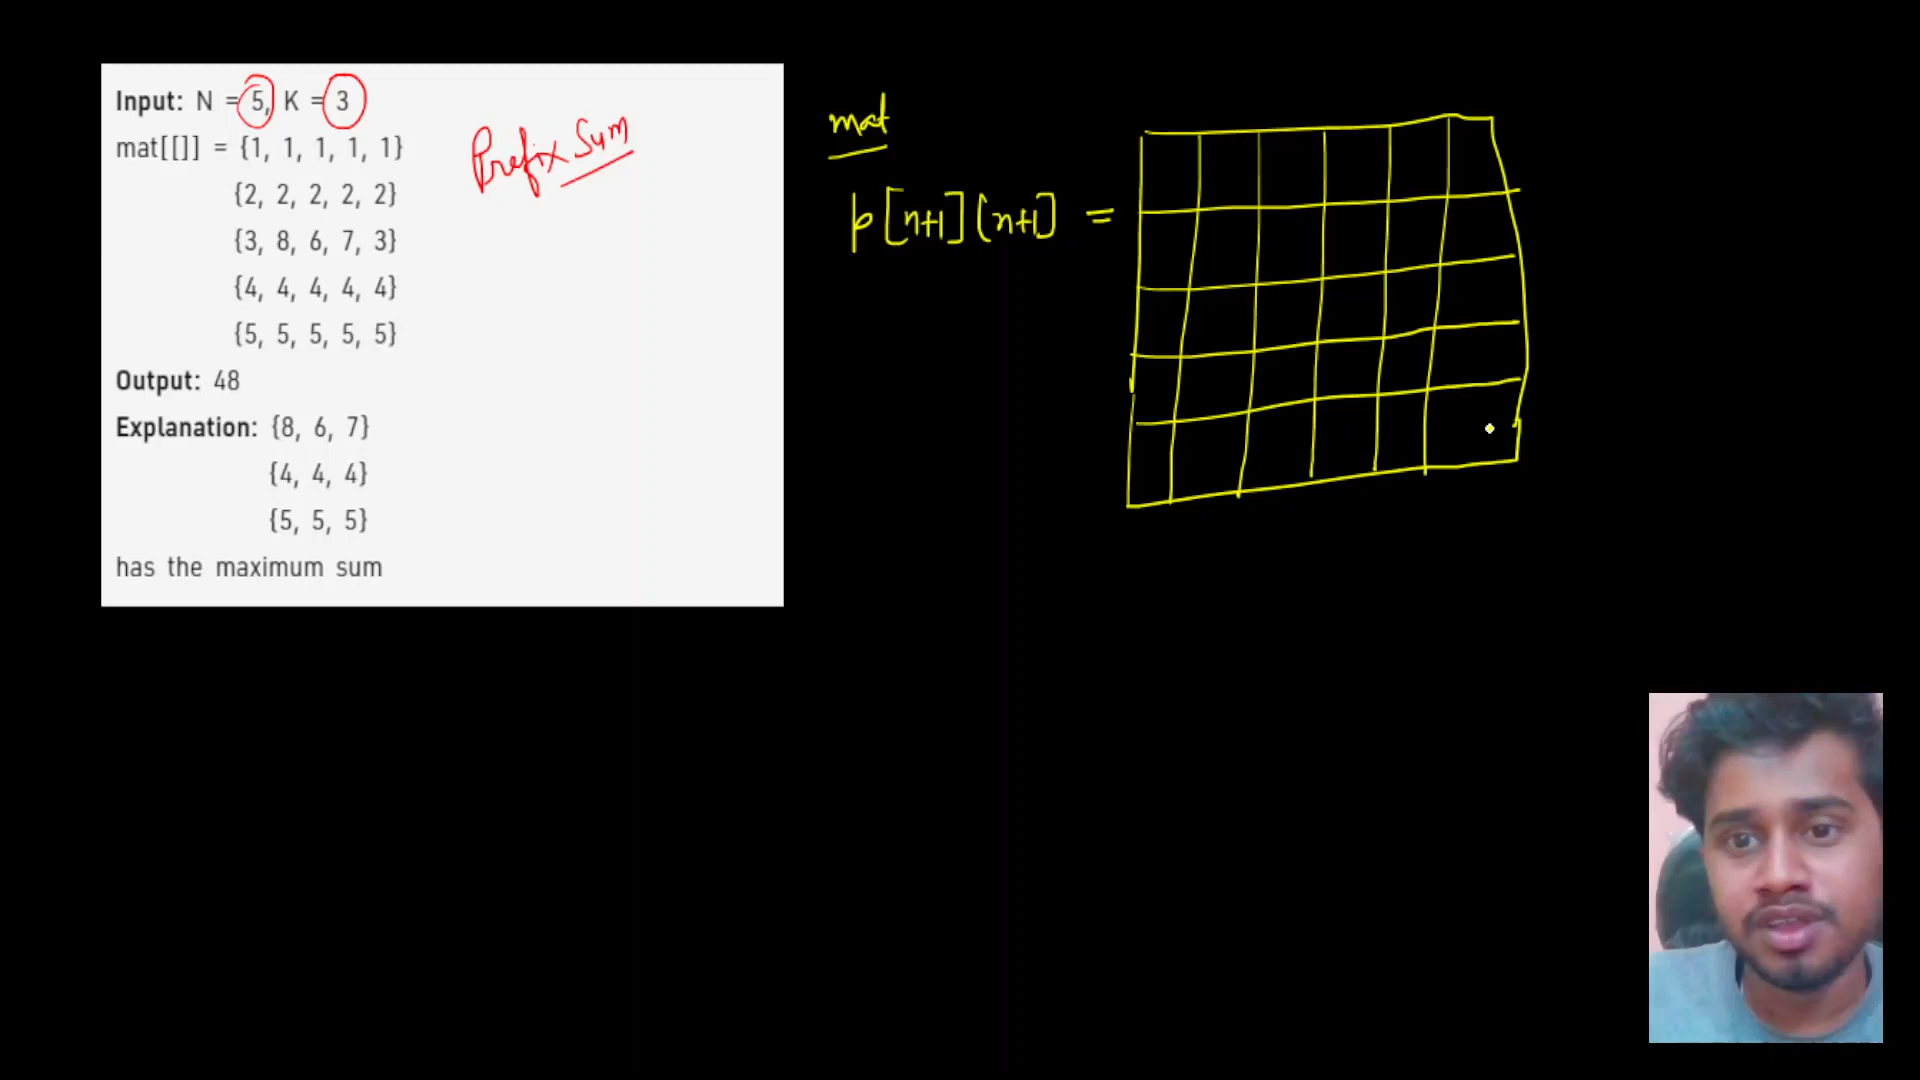 Input: N = 5, K = 3
mat[[]] = {1, 1, 1, 1, 1}
{2, 2, 2, 2, 2}
{3, 8, 6, 7, 3}
{4, 4, 4, 4, 4}
{5, 5, 5, 5, 5}
Output: 48
Explanation: {8, 6, 7}
{4, 4, 4}
{5, 5, 5}
has the maximum sum
Prefix Sum
mat
p[n+1][n+1] =